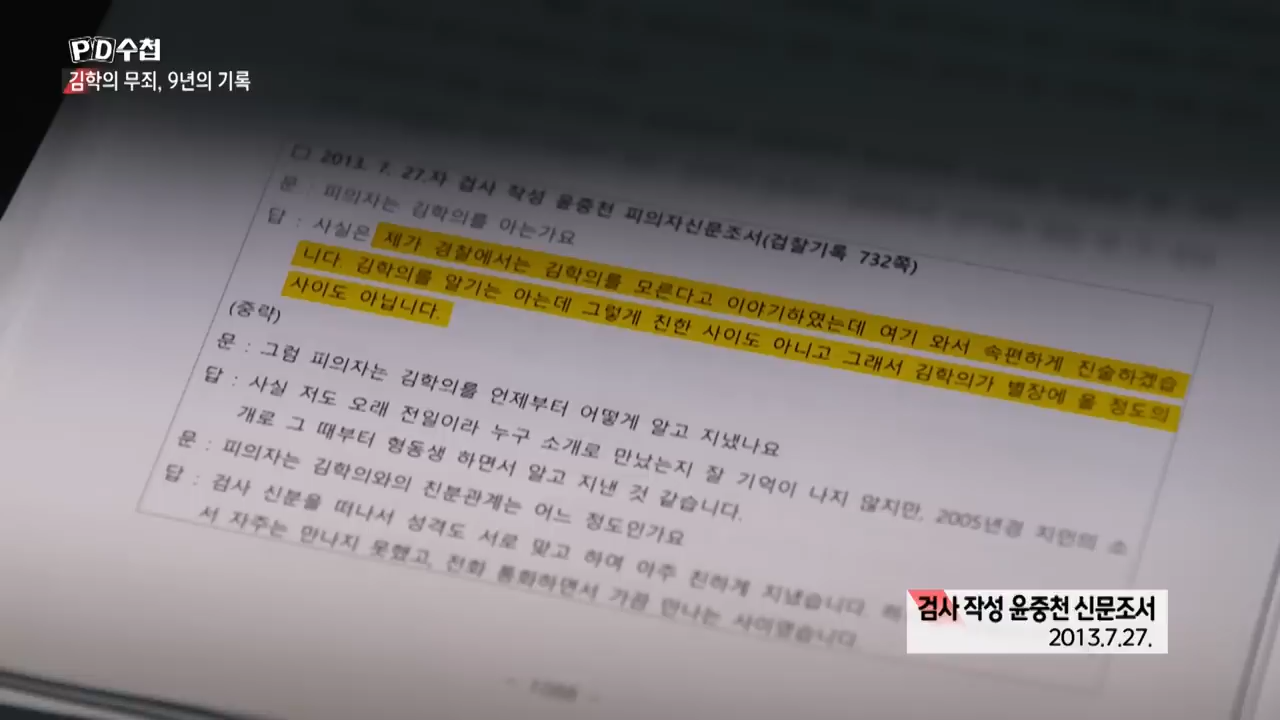 PD수첩
김학의 무죄, 9년의 기록
□ 2013. 7. 27.자 검사 작성 윤중천 피의자신문조서(검찰기록 732쪽)
문 : 피의자는 김학의를 아는가요
답 : 사실은 제가 경찰에서는 김학의를 모른다고 이야기하였는데 여기 와서 속편하게 진술하겠습
니다. 김학의를 알기는 아는데 그렇게 친한 사이도 아니고 그래서 김학의가 별장에 올 정도의
사이도 아닙니다.
(중략)
문 : 그럼 피의자는 김학의를 언제부터 어떻게 알고 지냈나요
답 : 사실 저도 오래 전일이라 누구 소개로 만났는지 잘 기억이 나지 않지만, 2005년경 지인의 소
개로 그 때부터 형동생 하면서 알고 지낸 것 같습니다.
문 : 피의자는 김학의와의 친분관계는 어느 정도인가요
답 : 검사 신분을 떠나서 성격도 서로 맞고 하여 아주 친하게 지냈습니다.
서 자주는 만나지 못했고, 전화 통화하면서 가끔 만나는 사이였습니다.
검사 작성 윤중천 신문조서
2013.7.27.